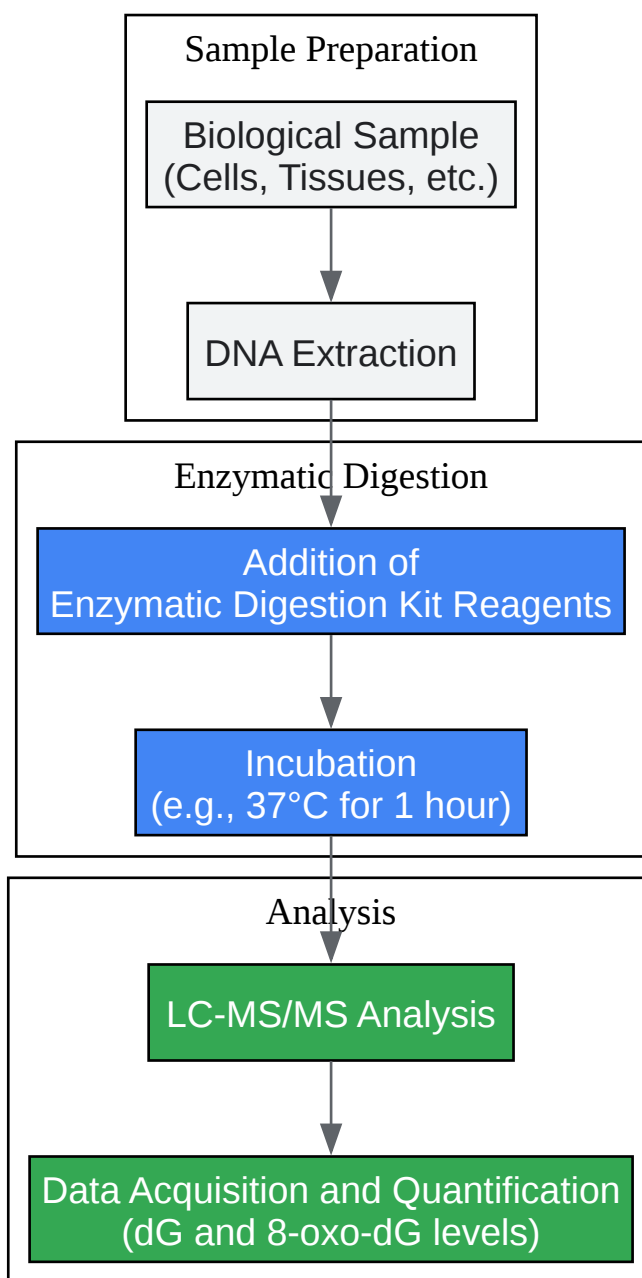 Sample Preparation
Biological Sample
(Cells, Tissues, etc.)
DNA Extraction
Enzymatic Digestion
Addition of
Enzymatic Digestion Kit Reagents
Incubation
(e.g., 37°C for 1 hour)
Analysis
LC-MS/MS Analysis
Data Acquisition and Quantification
(dG and 8-oxo-dG levels)